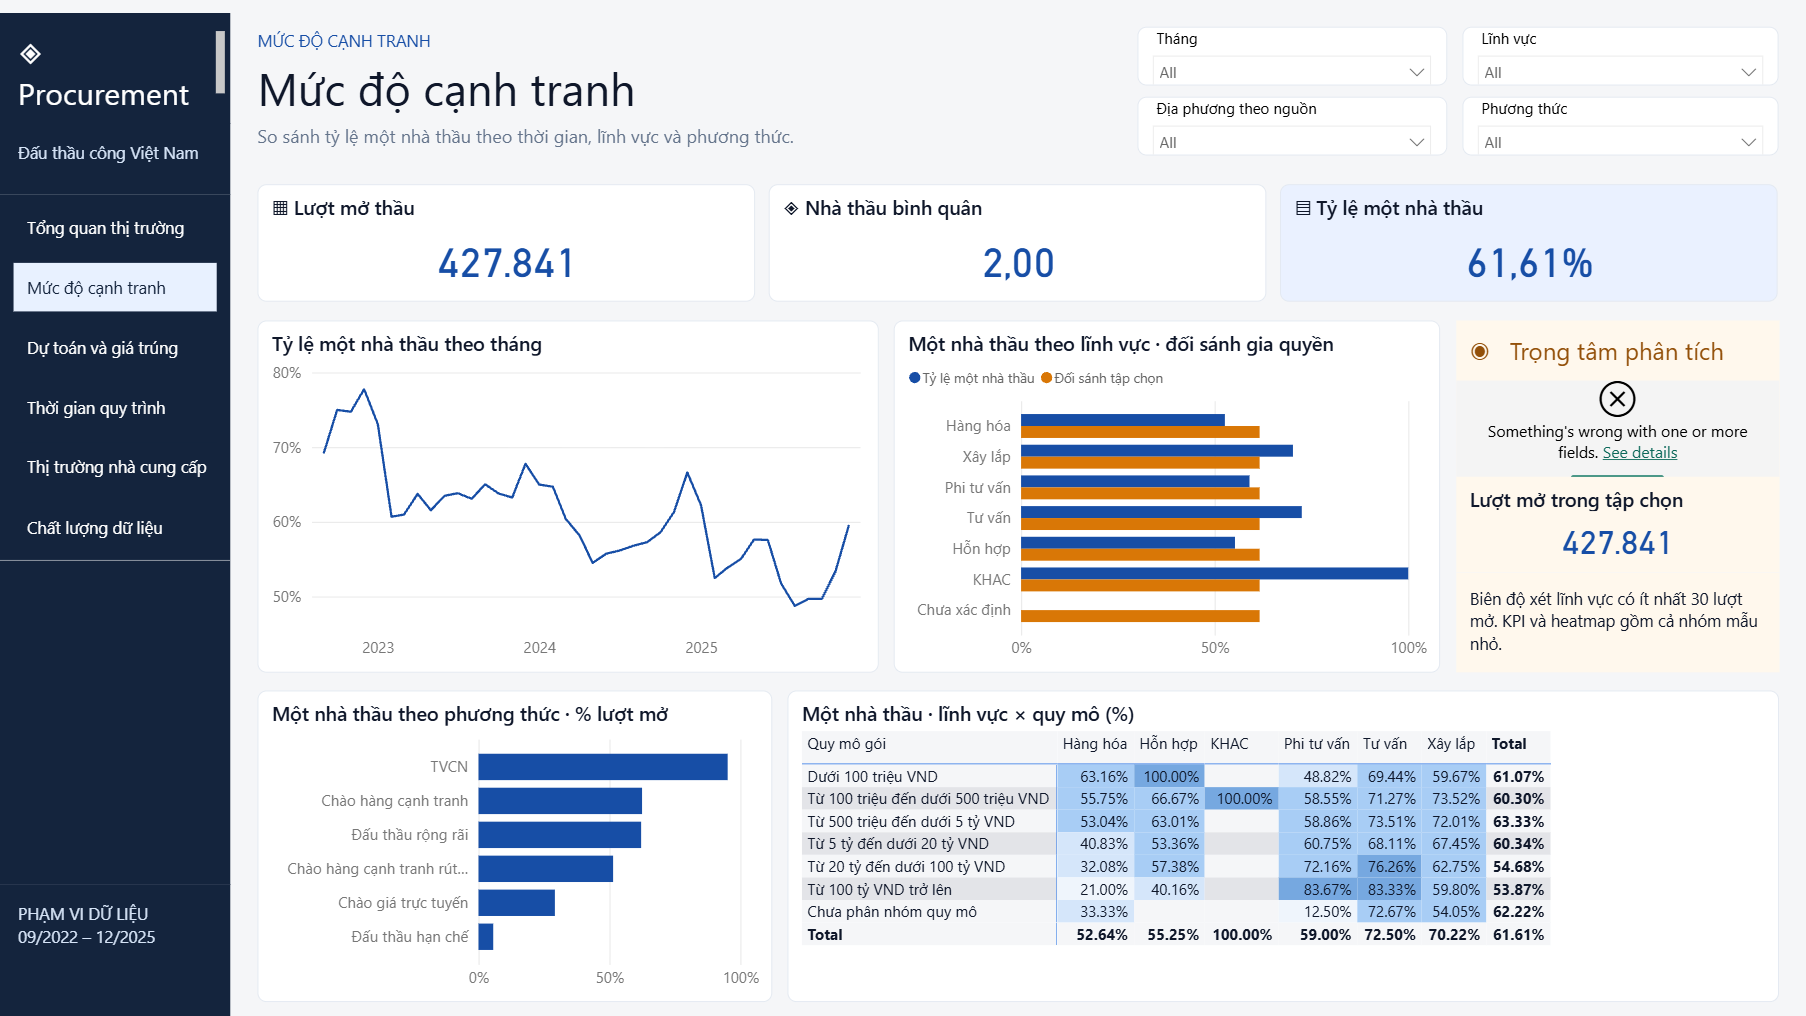 Procurement
Đấu thầu công Việt Nam
Tổng quan thị trường
Mức độ cạnh tranh
Dự toán và giá trúng
Thời gian quy trình
Thị trường nhà cung cấp
Chất lượng dữ liệu
PHẠM VI DỮ LIỆU
09/2022 – 12/2025
MỨC ĐỘ CẠNH TRANH
Mức độ cạnh tranh
So sánh tỷ lệ một nhà thầu theo thời gian, lĩnh vực và phương thức.
Tháng
All
Lĩnh vực
All
Địa phương theo nguồn
All
Phương thức
All
Lượt mở thầu
427.841
Nhà thầu bình quân
2,00
Tỷ lệ một nhà thầu
61,61%
Tỷ lệ một nhà thầu theo tháng
80%
70%
60%
50%
2023 2024 2025
Một nhà thầu theo lĩnh vực · đối sánh gia quyền
Tỷ lệ một nhà thầu Đối sánh tập chọn
Hàng hóa
Xây lắp
Phi tư vấn
Tư vấn
Hỗn hợp
KHAC
Chưa xác định
0% 50% 100%
Trọng tâm phân tích
Something's wrong with one or more
fields. See details
Lượt mở trong tập chọn
427.841
Biên độ xét lĩnh vực có ít nhất 30 lượt
mở. KPI và heatmap gồm cả nhóm mẫu
nhỏ.
Một nhà thầu theo phương thức · % lượt mở
TVCN
Chào hàng cạnh tranh
Đấu thầu rộng rãi
Chào hàng cạnh tranh rút...
Chào giá trực tuyến
Đấu thầu hạn chế
0% 50% 100%
Một nhà thầu · lĩnh vực × quy mô (%)
Quy mô gói Hàng hóa Hỗn hợp KHAC Phi tư vấn Tư vấn Xây lắp Total
Dưới 100 triệu VND 63.16% 100.00% 48.82% 69.44% 59.67% 61.07%
Từ 100 triệu đến dưới 500 triệu VND 55.75% 66.67% 100.00% 58.55% 71.27% 73.52% 60.30%
Từ 500 triệu đến dưới 5 tỷ VND 53.04% 63.01% 58.86% 73.51% 72.01% 63.33%
Từ 5 tỷ đến dưới 20 tỷ VND 40.83% 53.36% 60.75% 68.11% 67.45% 60.34%
Từ 20 tỷ đến dưới 100 tỷ VND 32.08% 57.38% 72.16% 76.26% 62.75% 54.68%
Từ 100 tỷ VND trở lên 21.00% 40.16% 83.67% 83.33% 59.80% 53.87%
Chưa phân nhóm quy mô 33.33% 12.50% 72.67% 54.05% 62.22%
Total 52.64% 55.25% 100.00% 59.00% 72.50% 70.22% 61.61%